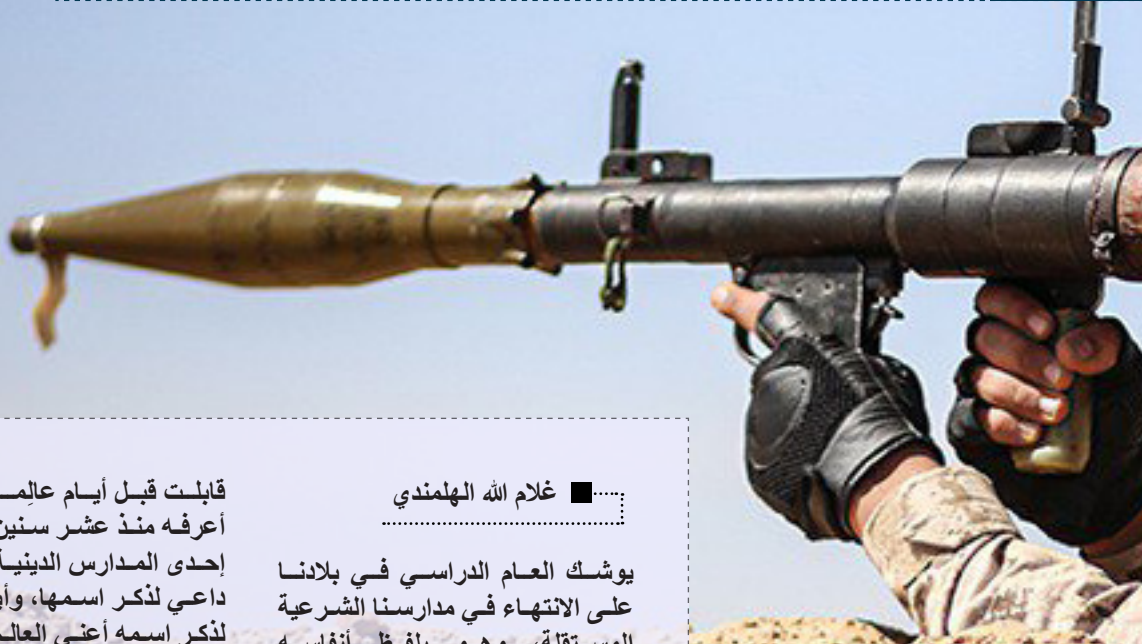 غلام الله الهلمندي
يوشك العام الدراسي في بلادنا
على الانتهاء في مدارسنا الشرعية
قابلت قبل أيام
أعرفه منذ عشر سنين
إحدى المدارس الدينية
داعي لذكر اسمها،
لذكر اسمه أعني